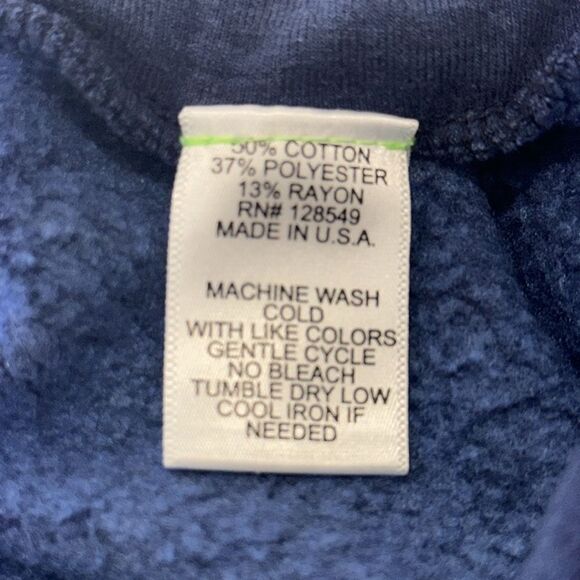 50% COTTON
37% POLYESTER
13% RAYON
RN# 128549
MADE IN U.S.A.
MACHINE WASH
COLD
WITH LIKE COLORS
GENTLE CYCLE
NO BLEACH
TUMBLE DRY LOW
COOL IRON IF
NEEDED